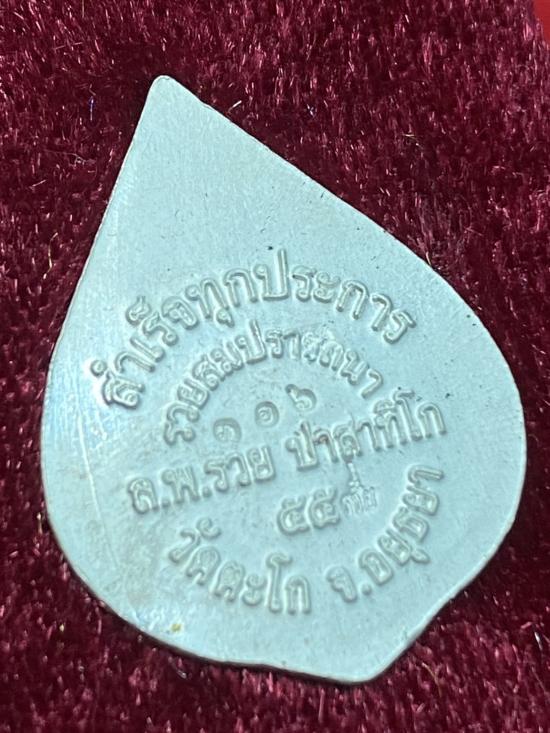 สำเร็จทุกประการ
รวยสมปรารถนา
๓๑๖
ล.พ.รวย ป่าสาทิโก
๕๕
วัดตะโก จ.อยุธยา